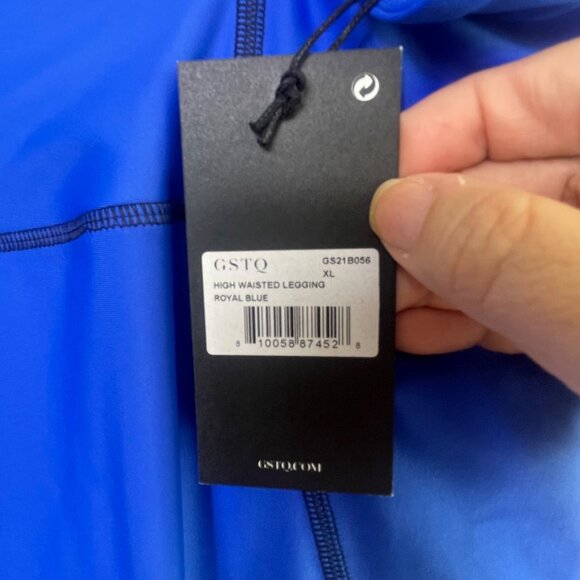 GSTQ GS21B056
XL
HIGH WAISTED LEGGING
ROYAL BLUE
8 10058 87452 8
GSTQ.COM